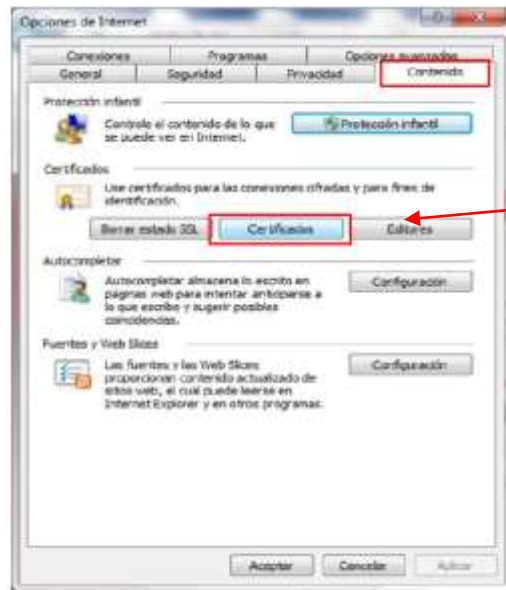 Opciones de Internet
Conexiones Programas Opciones avanzadas
General Seguridad Privacidad Contenido
Protección infantil
Controle el contenido de lo que
se puede ver en Internet.
Protección infantil
Certificados
Use certificados para las conexiones cifradas y para fines de
identificación.
Borrar estado SSL Certificados Editores
Autocompletar
Autocompletar almacena lo escrito en
páginas web para intentar anticiparse a
lo que escribe y sugerir posibles
coincidencias.
Configuración
Fuentes y Web Slices
Las fuentes y las Web Slices
proporcionan contenido actualizado de
sitios web, el cual puede leerse en
Internet Explorer y en otros programas.
Configuración
Aceptar Cancelar Aplicar